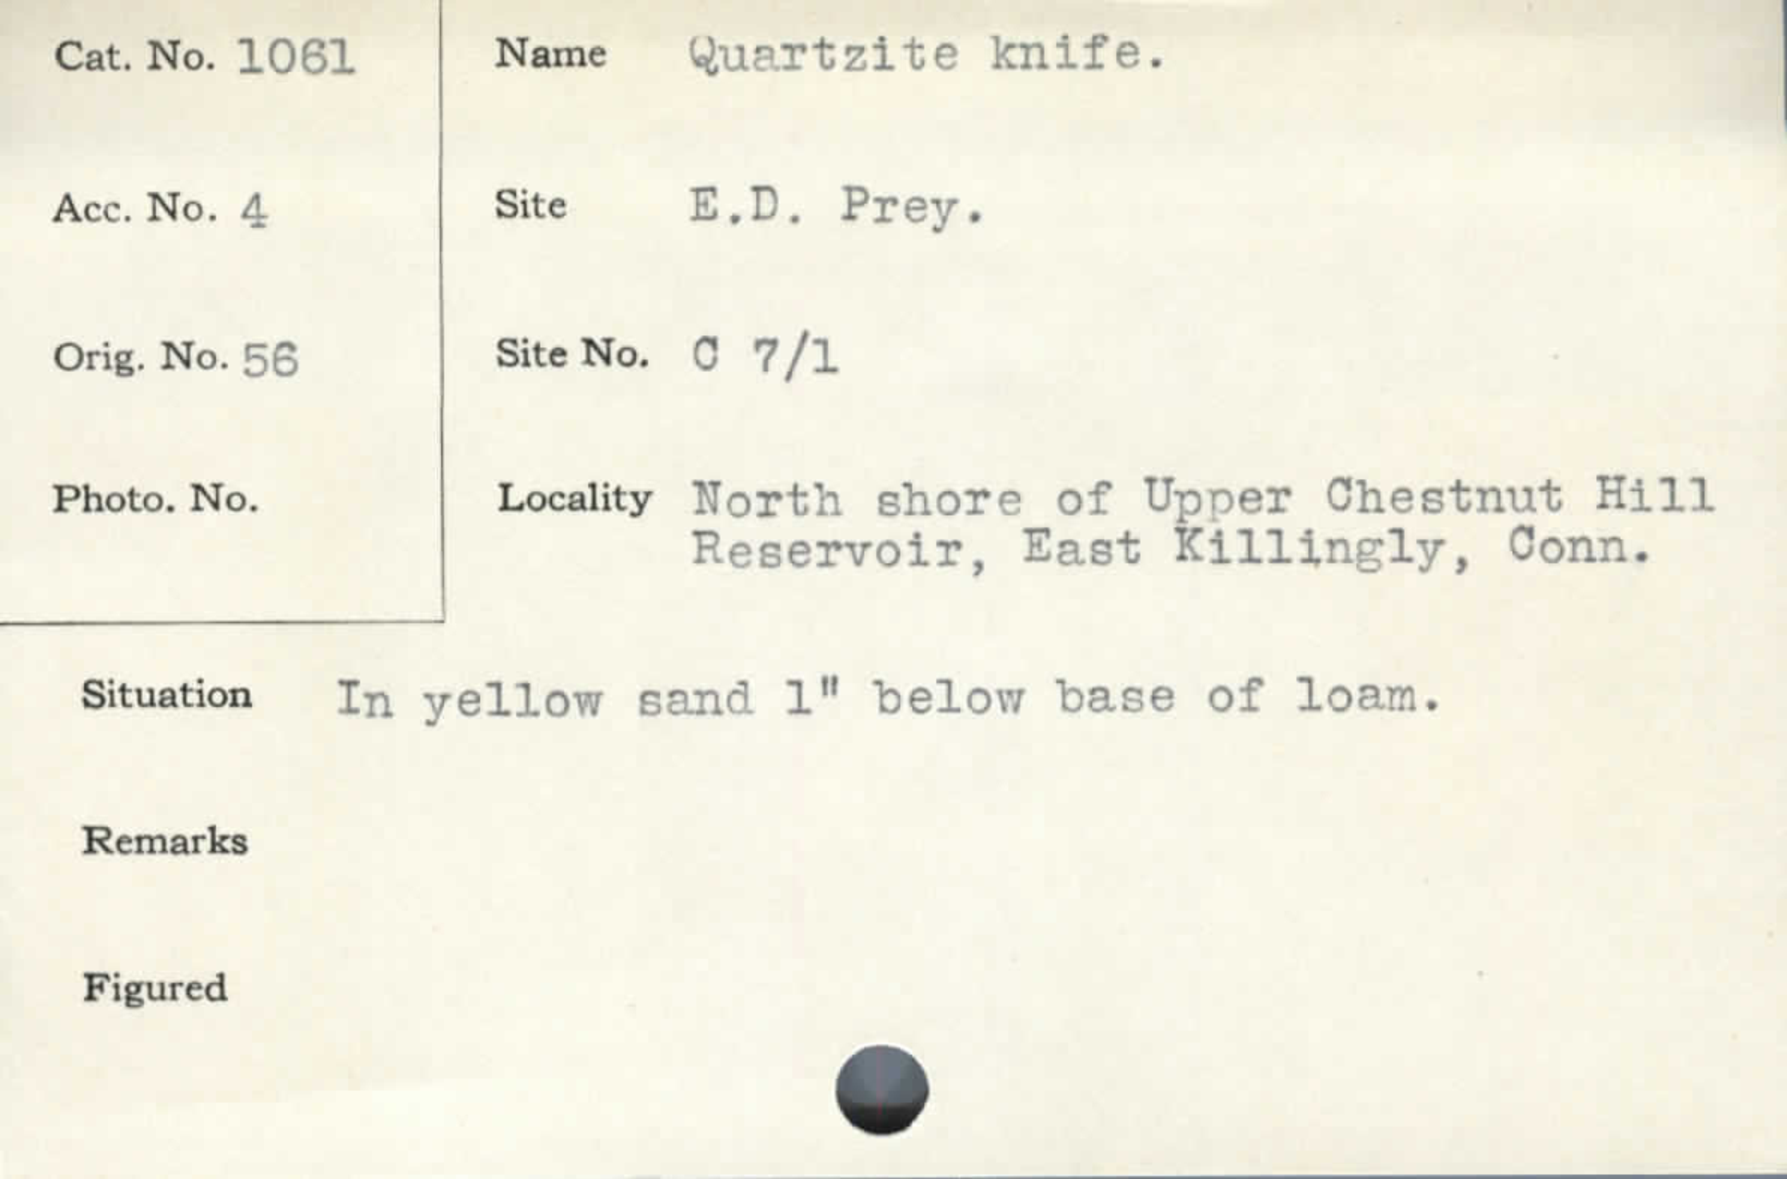 Cat. No. 1061
Name Quartzite knife.
Acc. No. 4
Site E.D. Prey.
Orig. No. 56
Site No. C 7/1
Photo. No.
Locality North shore of Upper Chestnut Hill
Reservoir, East Killingly, Conn.
Situation In yellow sand 1" below base of loam.
Remarks
Figured